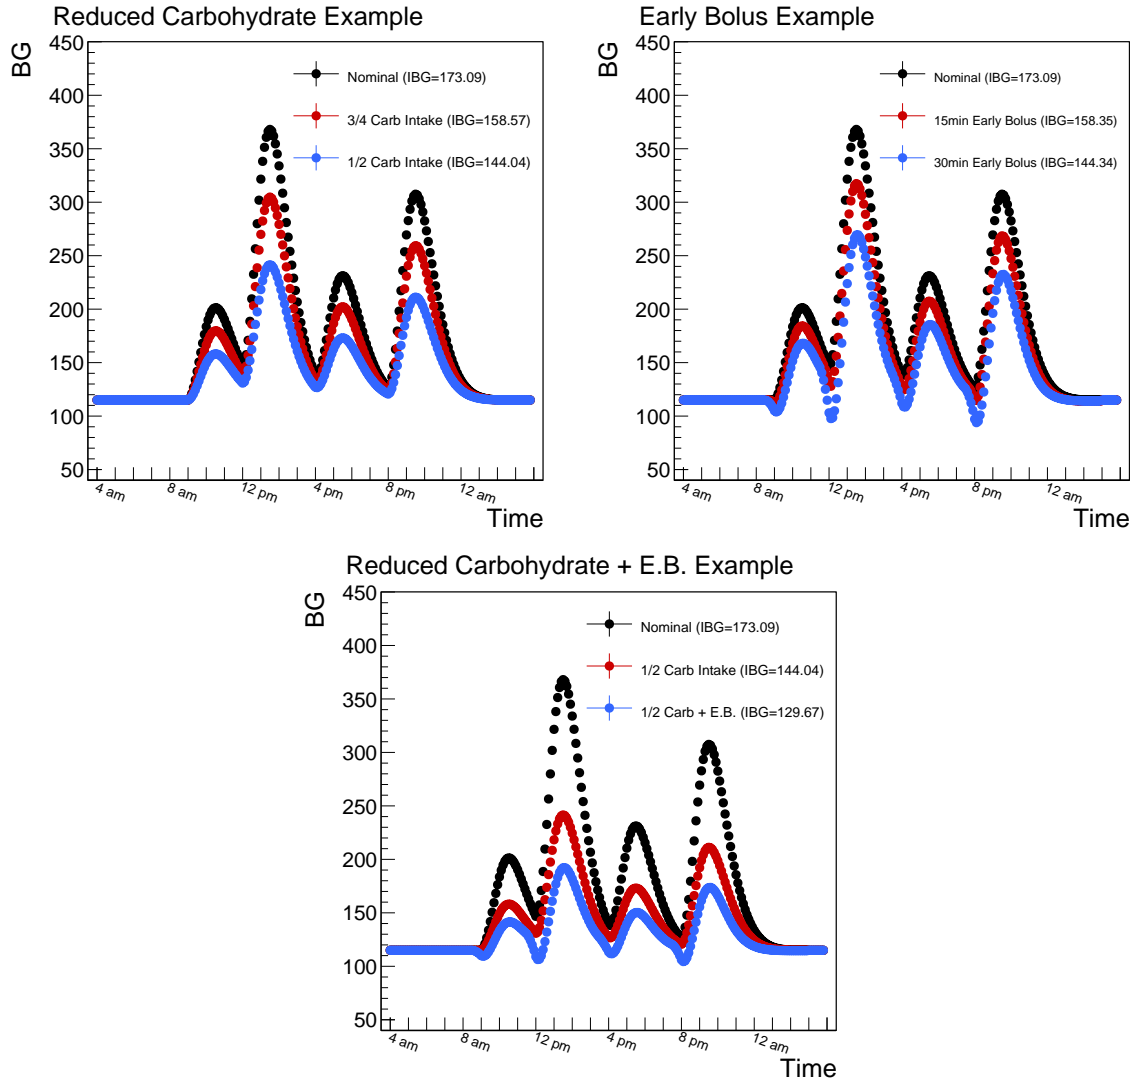 Reduced Carbohydrate Example
BG
450
400
350
300
250
200
150
100
50
Nominal (IBG=173.09)
3/4 Carb Intake (IBG=158.57)
1/2 Carb Intake (IBG=144.04)
4 am
8 am
12 pm
4 pm
8 pm
12 am
Time
Early Bolus Example
BG
450
400
350
300
250
200
150
100
50
Nominal (IBG=173.09)
15min Early Bolus (IBG=158.35)
30min Early Bolus (IBG=144.34)
4 am
8 am
12 pm
4 pm
8 pm
12 am
Time
Reduced Carbohydrate + E.B. Example
BG
450
400
350
300
250
200
150
100
50
Nominal (IBG=173.09)
1/2 Carb Intake (IBG=144.04)
1/2 Carb + E.B. (IBG=129.67)
4 am
8 am
12 pm
4 pm
8 pm
12 am
Time